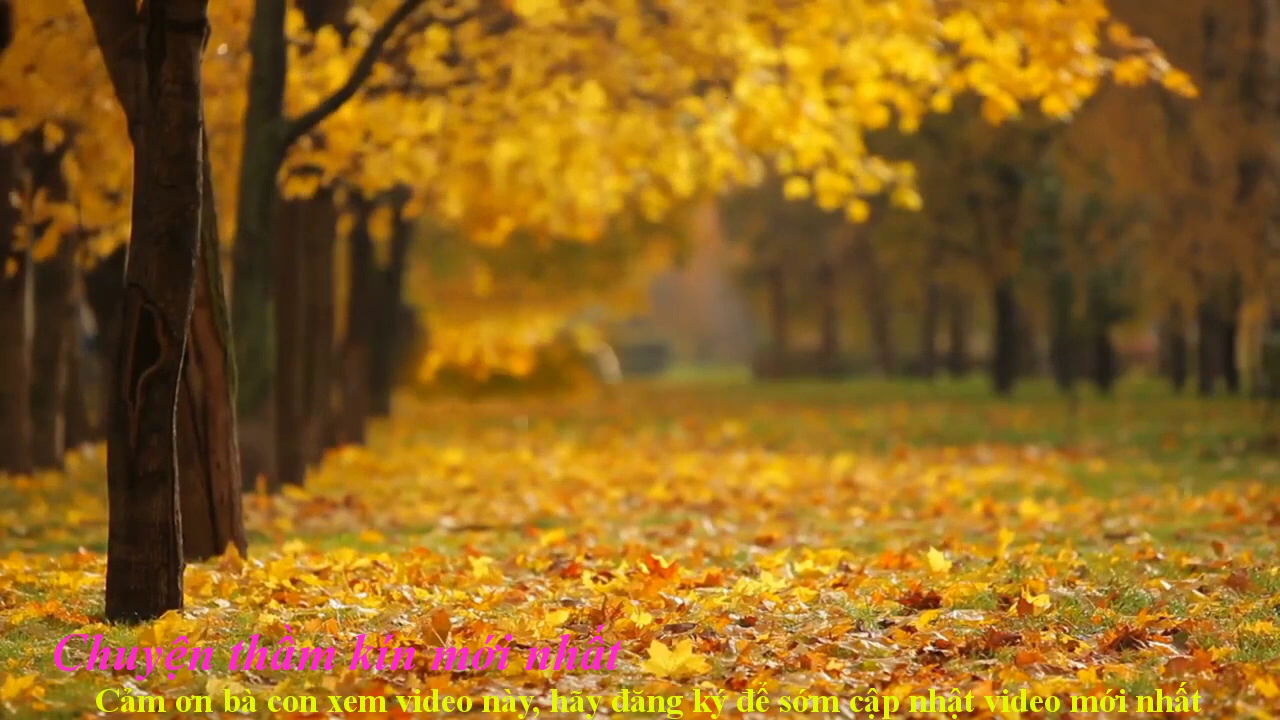 Chuyện thầm kín mới nhất
Cảm ơn bà con xem video này, hãy đăng ký để sớm cập nhật video mới nhất